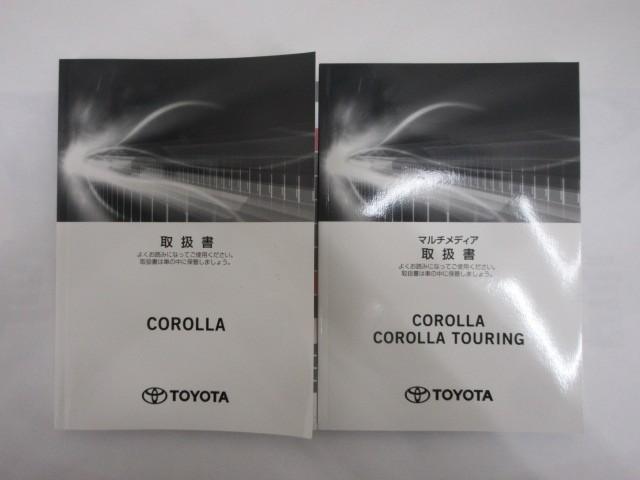 取扱書
よくお読みになってご使用ください。
取扱書は車の中に保管しましょう。
COROLLA
TOYOTA
マルチメディア
取扱書
よくお読みになってご使用ください。
取扱書は車の中に保管しましょう。
COROLLA
COROLLA TOURING
TOYOTA